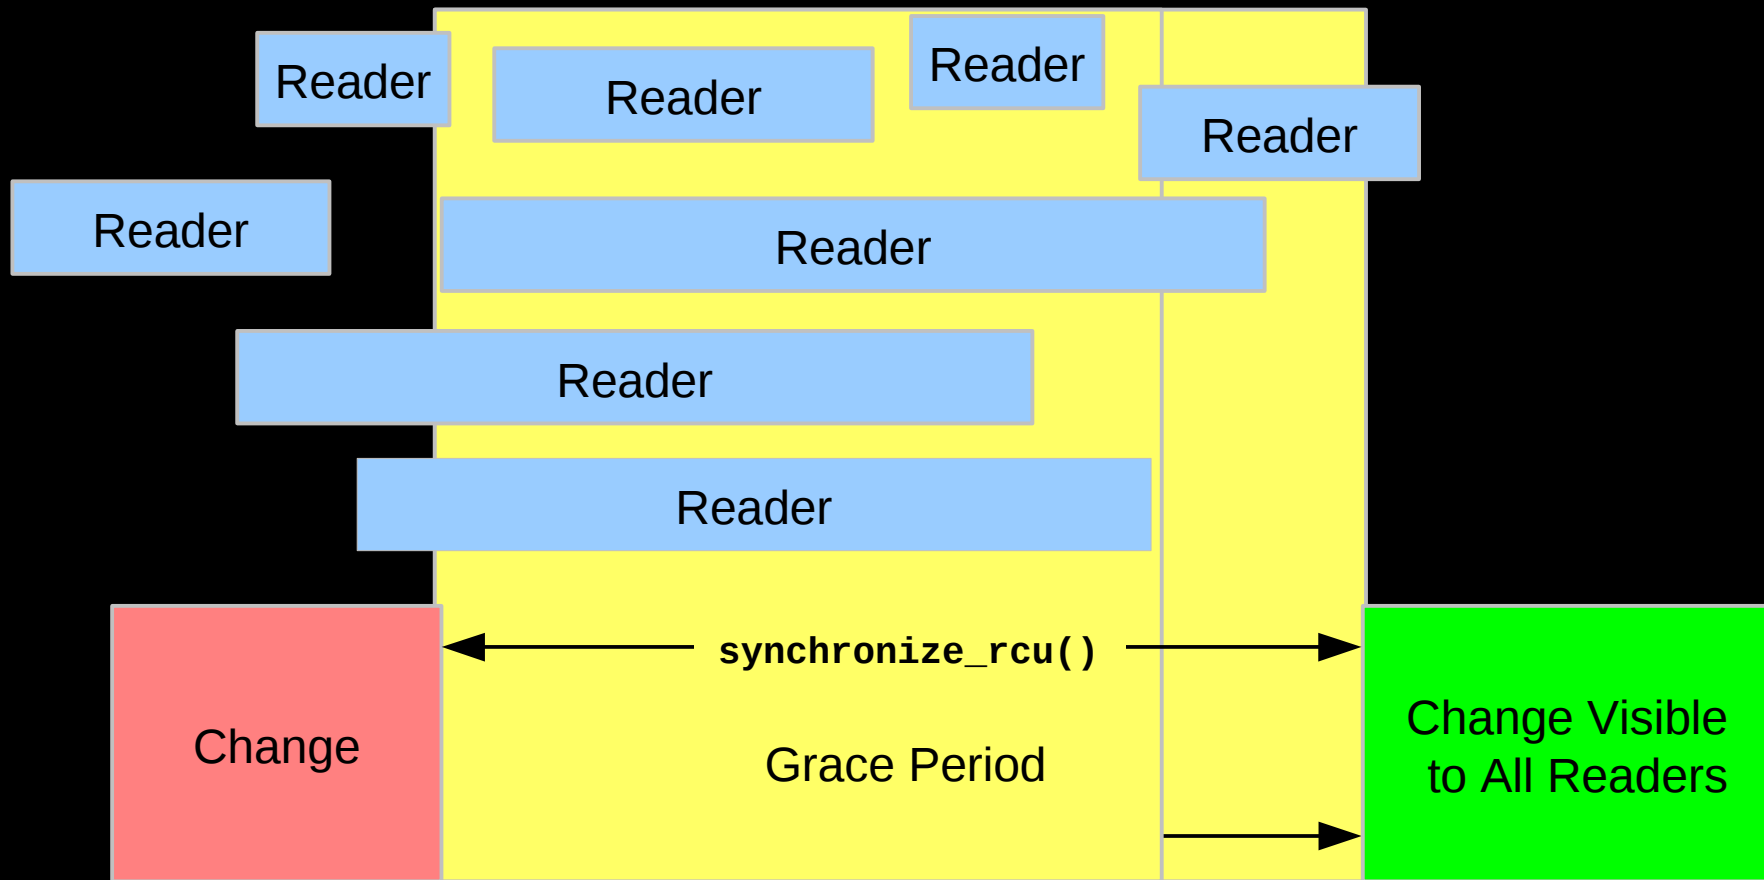 Reader
Reader
Reader
Reader
Reader
Reader
Reader
Reader
synchronize_rcu()
Change
Grace Period
Change Visible
to All Readers